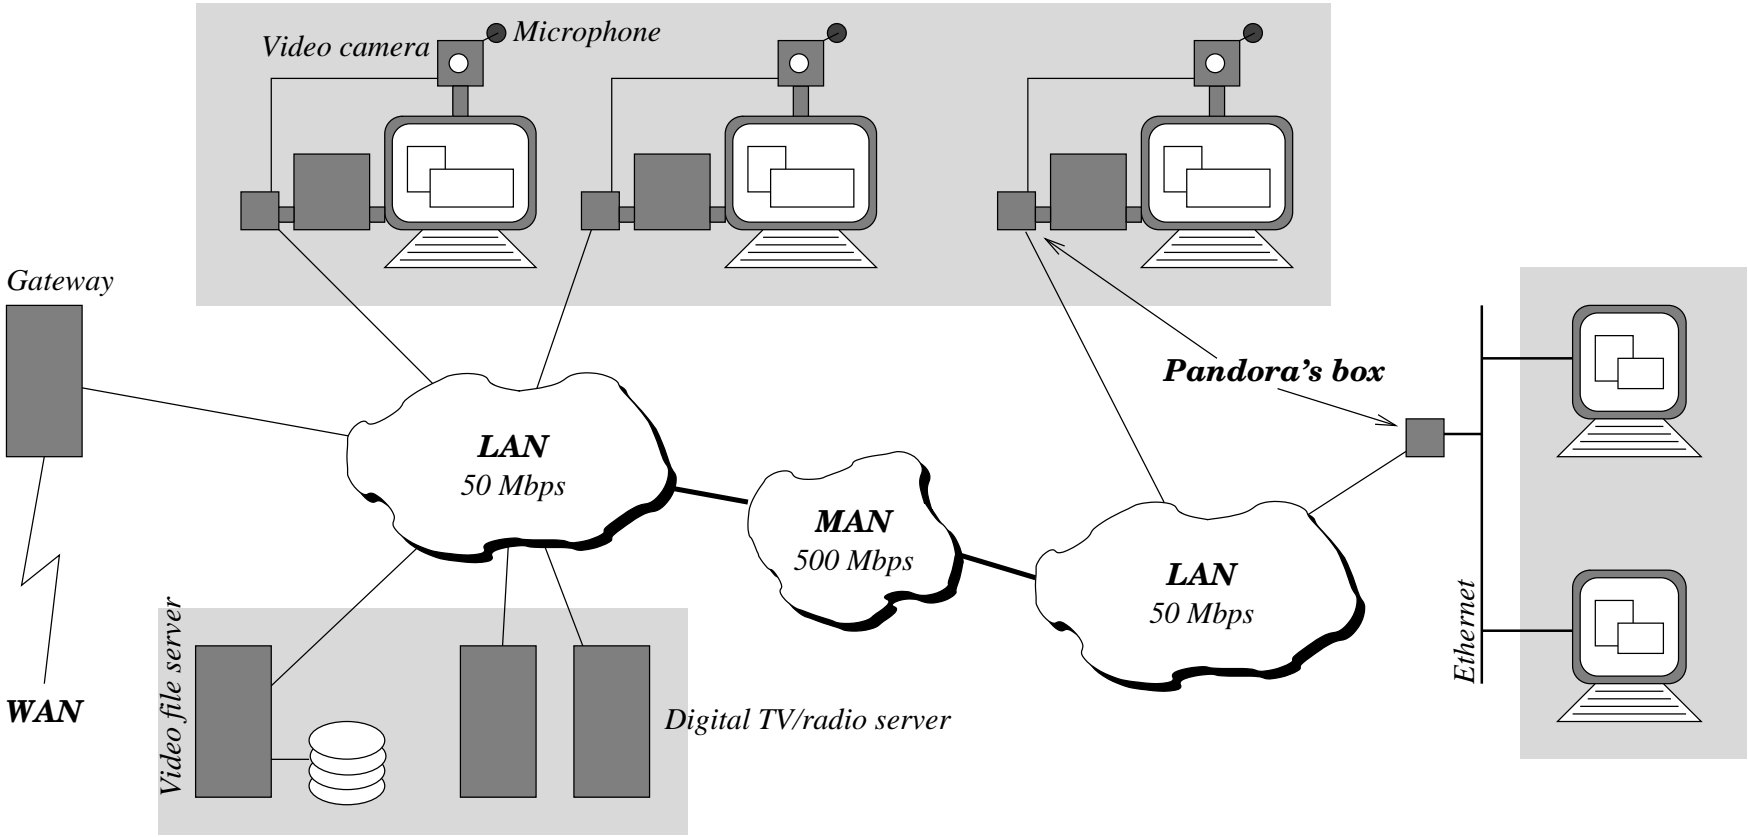 Video camera
Microphone
Gateway
Pandora's box
LAN
50 Mbps
MAN
500 Mbps
LAN
50 Mbps
Ethernet
WAN
Video file server
Digital TV/radio server